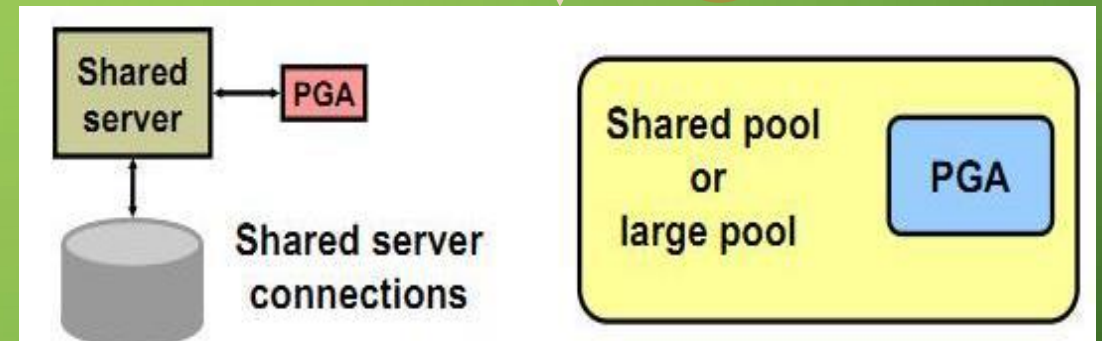 Shared
server
PGA
Shared server
connections
Shared pool
or
large pool
PGA